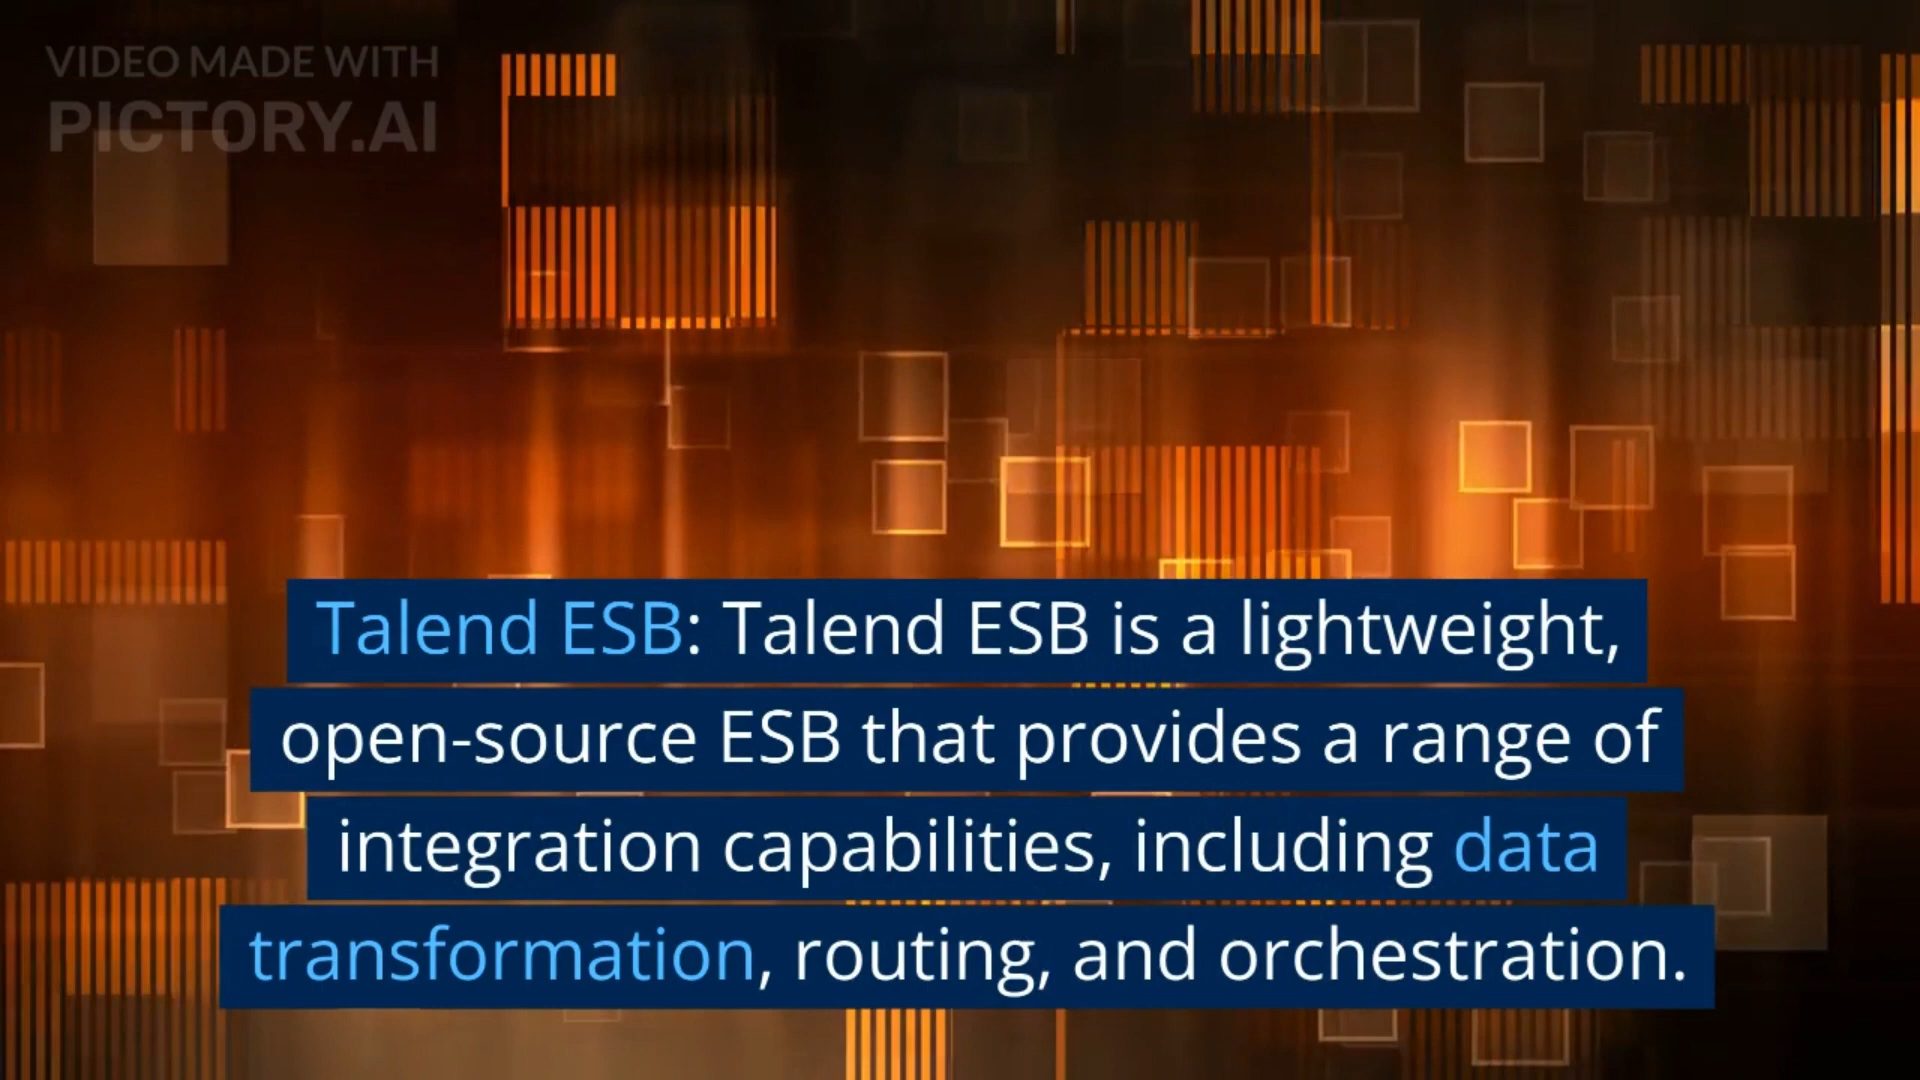 VIDEO MADE WITH
PICTORY.AI
Talend ESB: Talend ESB is a lightweight,
open-source ESB that provides a range of
integration capabilities, including data
transformation, routing, and orchestration.